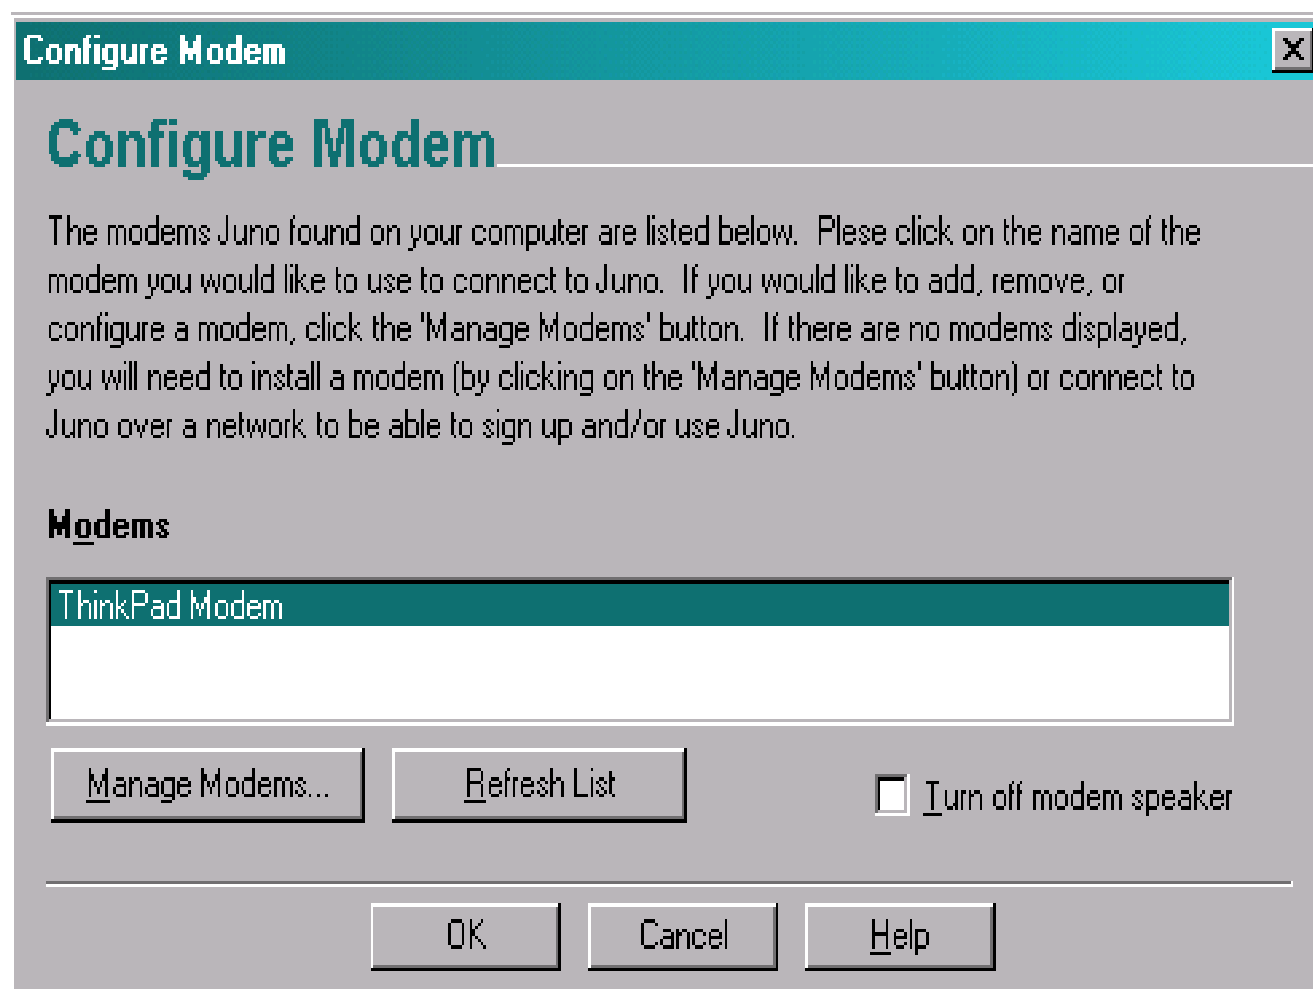 Configure Modem
Configure Modem
The modems Juno found on your computer are listed below.  Plese click on the name of the
modem you would like to use to connect to Juno.  If you would like to add, remove, or
configure a modem, click the 'Manage Modems' button.  If there are no modems displayed,
you will need to install a modem (by clicking on the 'Manage Modems' button) or connect to
Juno over a network to be able to sign up and/or use Juno.
Modems
ThinkPad Modem
Manage Modems... Refresh List Turn off modem speaker
OK Cancel Help